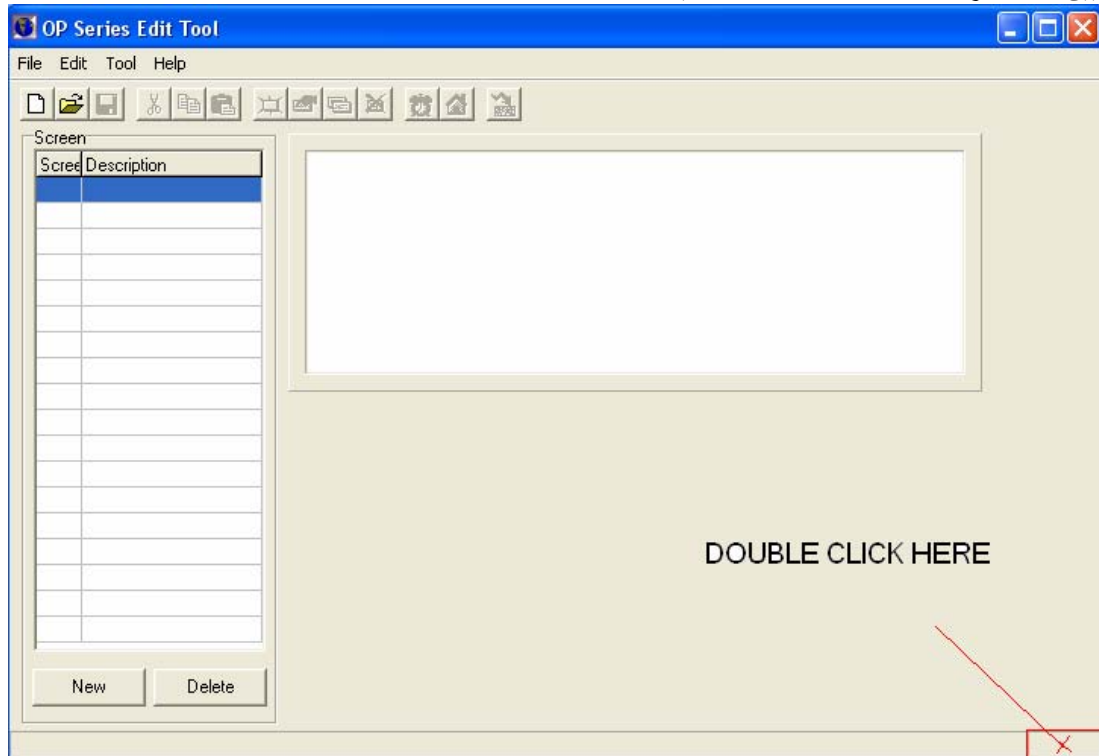 OP Series Edit Tool
File Edit Tool Help
Screen
Scree Description
DOUBLE CLICK HERE
New Delete